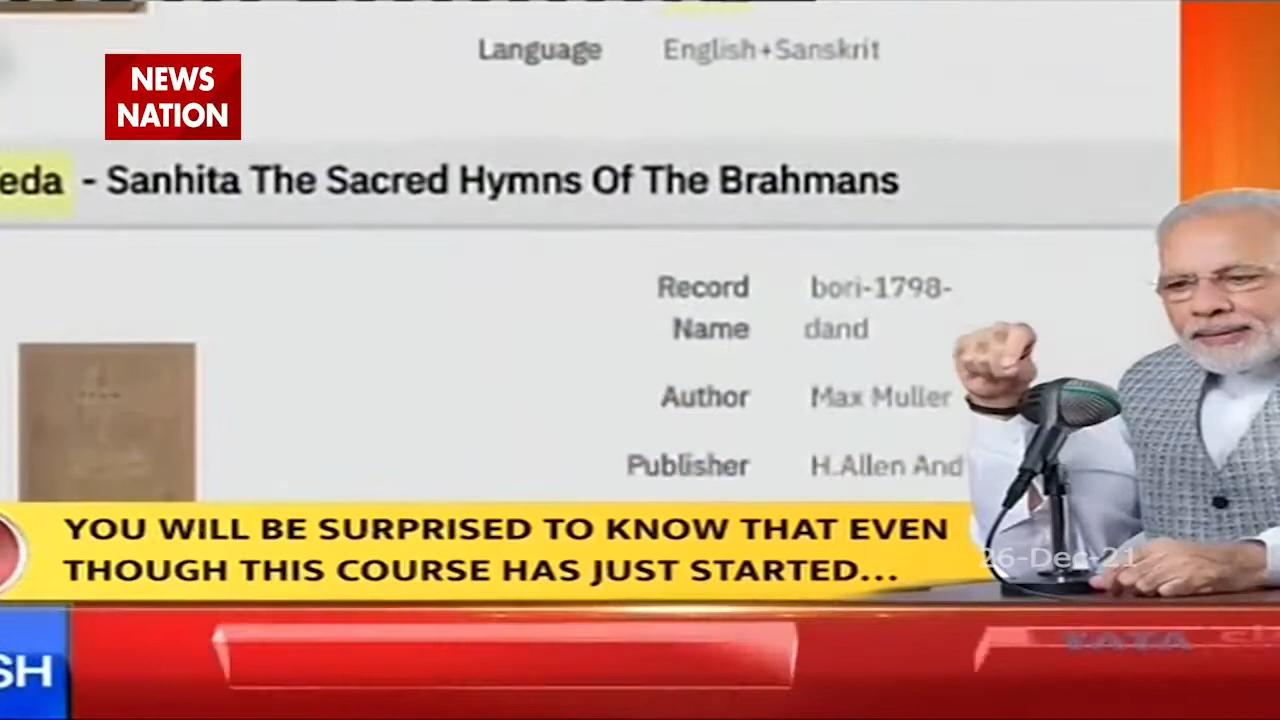 Language English+Sanskrit
NEWS
NATION
eda - Sanhita The Sacred Hymns Of The Brahmans
Record bori-1798-
Name dand
Author Max Muller
Publisher H.Allen And
YOU WILL BE SURPRISED TO KNOW THAT EVEN
THOUGH THIS COURSE HAS JUST STARTED...
26-Dec-21
SH
TATA